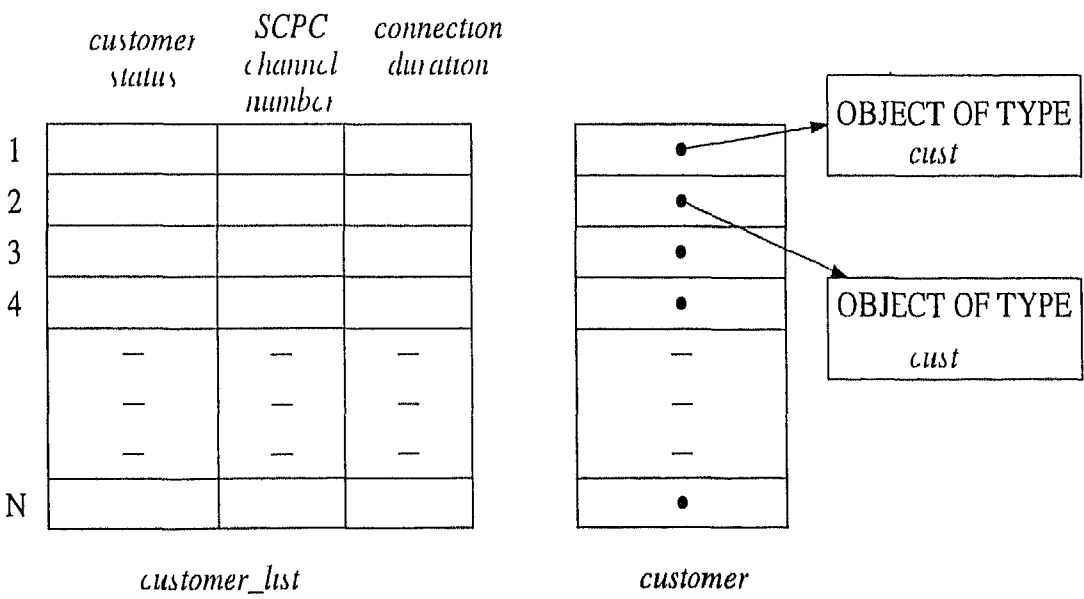 customer
status
SCPC
channel
number
connection
duration
1
2
3
4
N
customer_list
customer
OBJECT OF TYPE
cust
OBJECT OF TYPE
cust